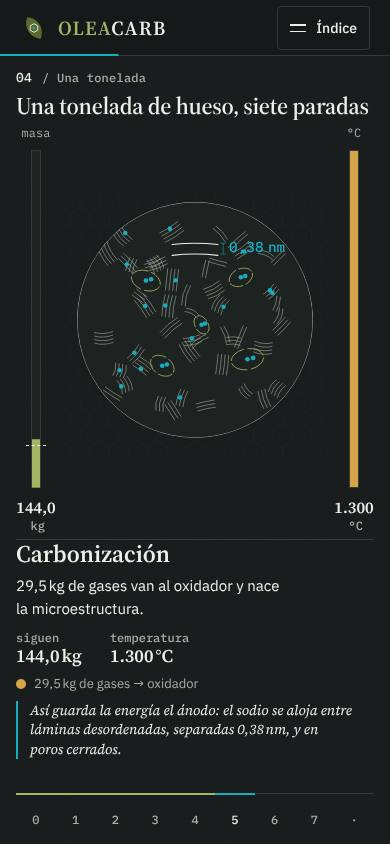 OLEACARB
Índice
04 / Una tonelada
Una tonelada de hueso, siete paradas
masa
°C
0,38 nm
144,0
kg
1.300
°C
Carbonización
29,5 kg de gases van al oxidador y nace
la microestructura.
siguen
temperatura
144,0 kg
1.300 °C
29,5 kg de gases → oxidador
Así guarda la energía el ánodo: el sodio se aloja entre
láminas desordenadas, separadas 0,38 nm, y en
poros cerrados.
0 1 2 3 4 5 6 7 ·